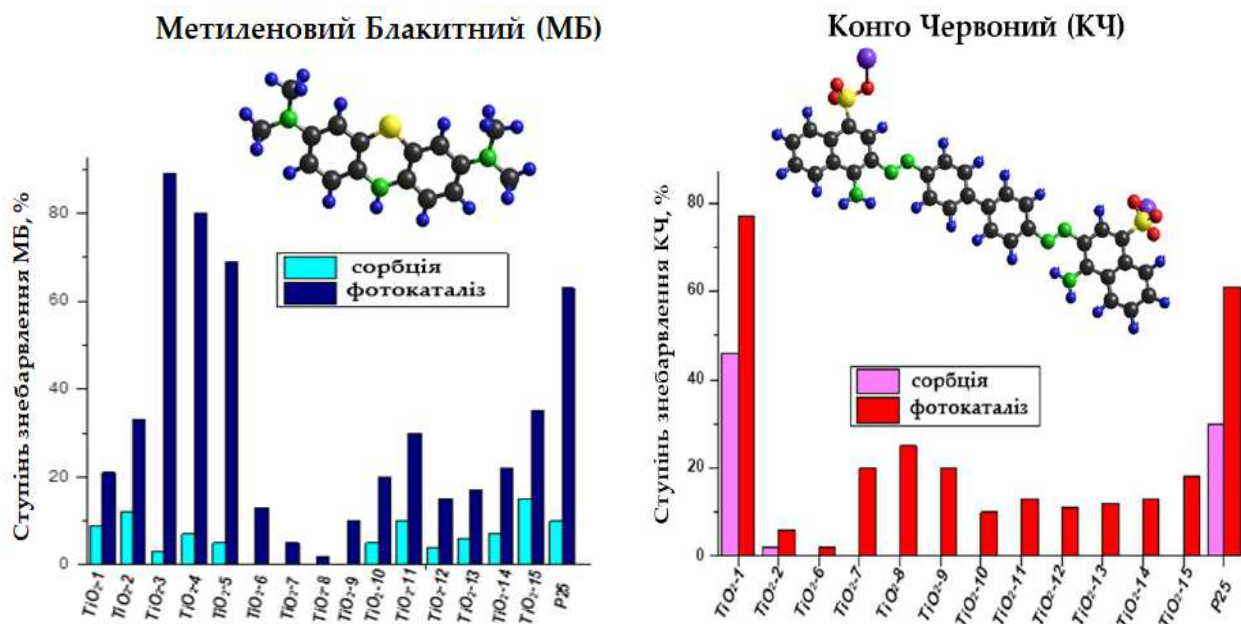 Метиленовий Блакитний (МБ)
Ступінь знебарвлення МБ, %
80
60
40
20
0
сорбція
фотокаталіз
TiO₂-1
TiO₂-2
TiO₂-3
TiO₂-4
TiO₂-5
TiO₂-6
TiO₂-7
TiO₂-8
TiO₂-9
TiO₂-10
TiO₂-11
TiO₂-12
TiO₂-13
TiO₂-14
TiO₂-15
P25
Конго Червоний (КЧ)
Ступінь знебарвлення КЧ, %
80
60
40
20
0
сорбція
фотокаталіз
TiO₂-1
TiO₂-2
TiO₂-6
TiO₂-7
TiO₂-8
TiO₂-9
TiO₂-10
TiO₂-11
TiO₂-12
TiO₂-13
TiO₂-14
TiO₂-15
P25